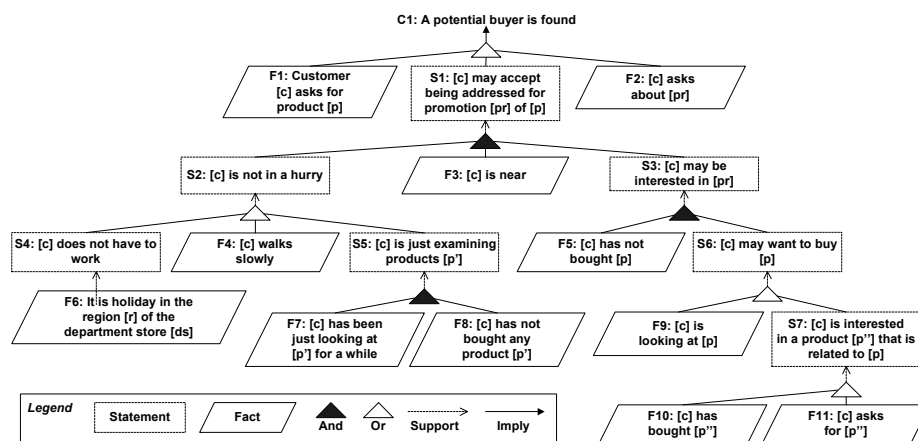 C1: A potential buyer is found
F1: Customer
[c] asks for
product [p]
S1: [c] may accept
being addressed for
promotion [pr] of [p]
F2: [c] asks
about [pr]
S2: [c] is not in a hurry
F3: [c] is near
S3: [c] may be
interested in [pr]
S4: [c] does not have to
work
F4: [c] walks
slowly
S5: [c] is just examining
products [p']
F5: [c] has not
bought [p]
S6: [c] may want to buy
[p]
F6: It is holiday in the
region [r] of the
department store [ds]
F7: [c] has been
just looking at
[p'] for a while
F8: [c] has not
bought any
product [p']
F9: [c] is
looking at [p]
S7: [c] is interested
in a product [p''] that is
related to [p]
F10: [c] has
bought [p'']
F11: [c] asks
for [p'']
Legend
Statement
Fact
And
Or
Support
Imply